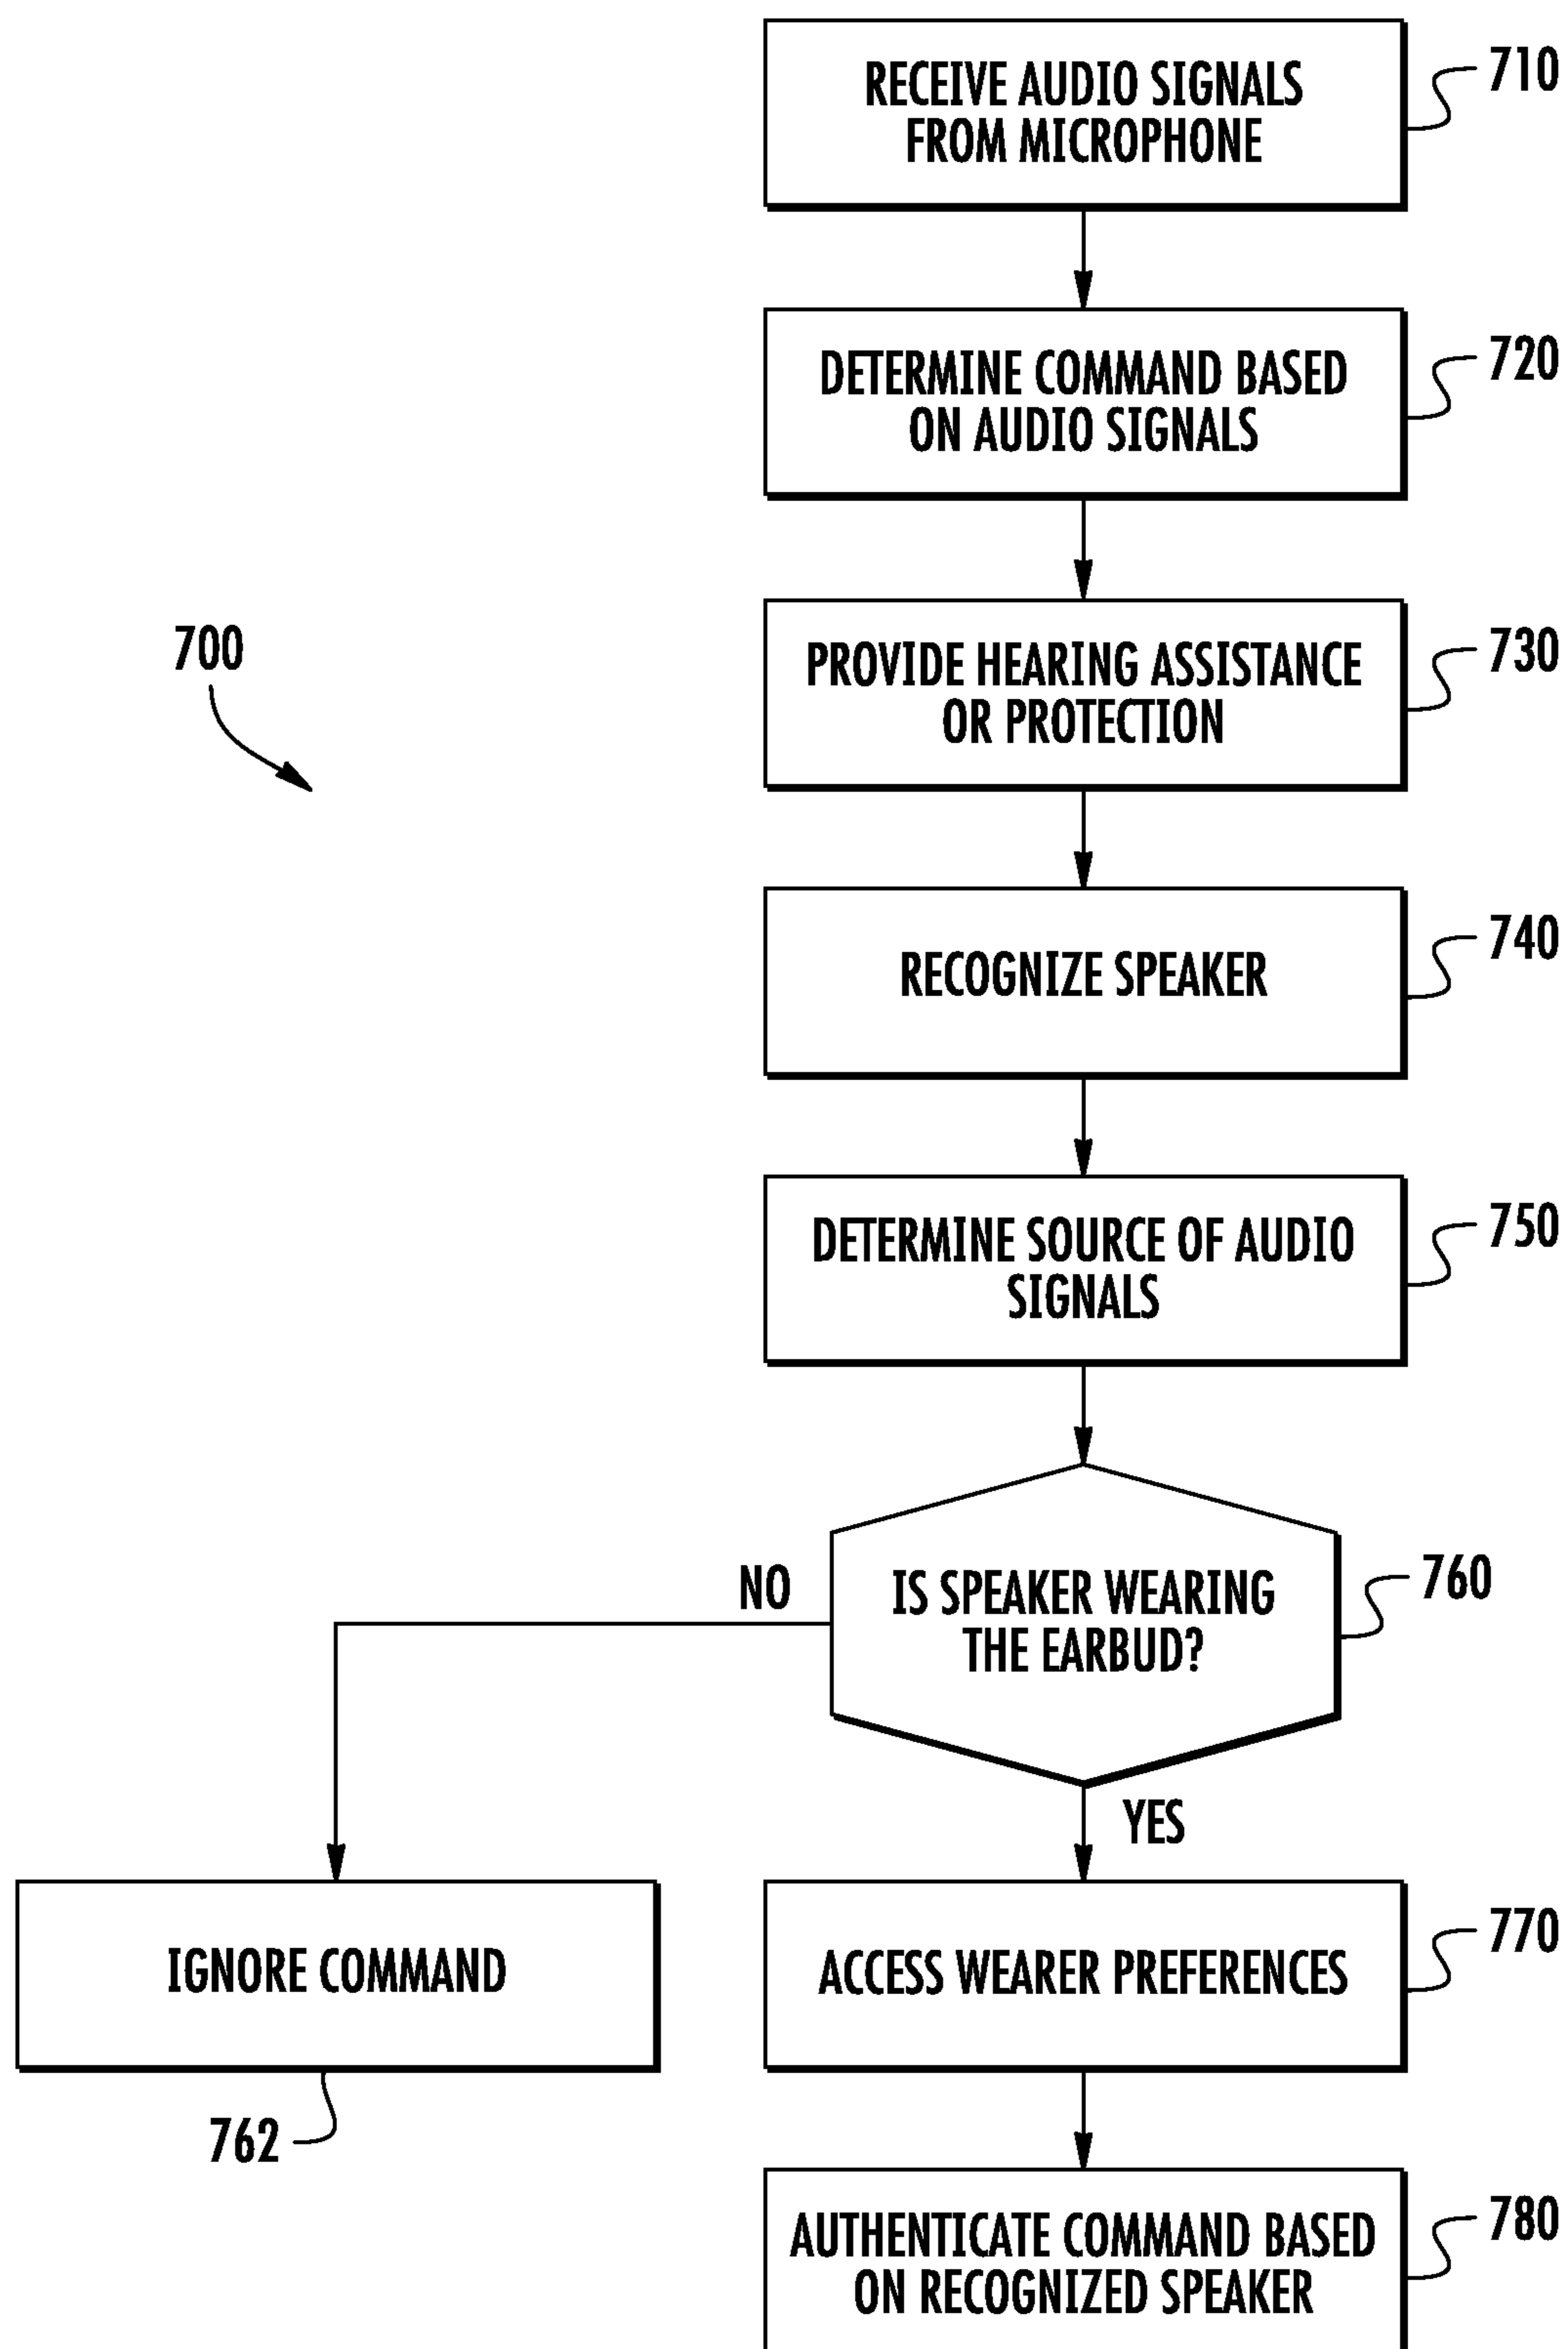 RECEIVE AUDIO SIGNALS
FROM MICROPHONE
710
DETERMINE COMMAND BASED
ON AUDIO SIGNALS
720
700
PROVIDE HEARING ASSISTANCE
OR PROTECTION
730
RECOGNIZE SPEAKER
740
DETERMINE SOURCE OF AUDIO
SIGNALS
750
NO
IS SPEAKER WEARING
THE EARBUD?
760
YES
IGNORE COMMAND
762
ACCESS WEARER PREFERENCES
770
AUTHENTICATE COMMAND BASED
ON RECOGNIZED SPEAKER
780